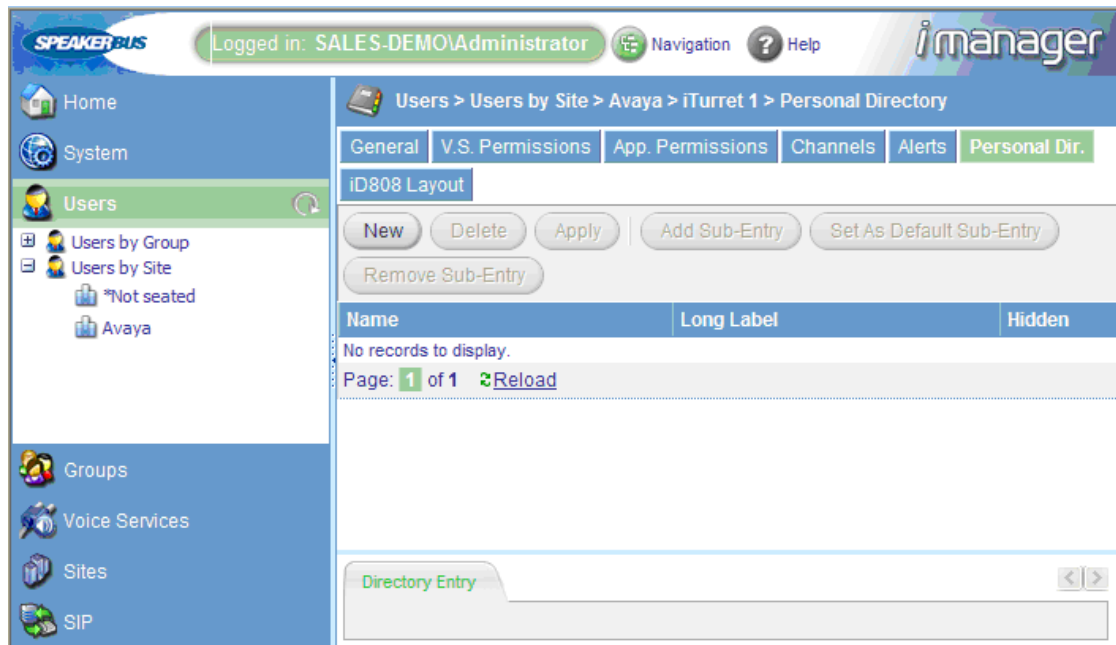 SPEAKERBUS
Logged in: SALES-DEMO\Administrator
Navigation
Help
imanager
Home
System
Users
Users by Group
Users by Site
*Not seated
Avaya
Groups
Voice Services
Sites
SIP
Users > Users by Site > Avaya > iTurret 1 > Personal Directory
General V.S. Permissions App. Permissions Channels Alerts Personal Dir.
iD808 Layout
New Delete Apply Add Sub-Entry Set As Default Sub-Entry
Remove Sub-Entry
Name Long Label Hidden
No records to display.
Page: 1 of 1 Reload
Directory Entry